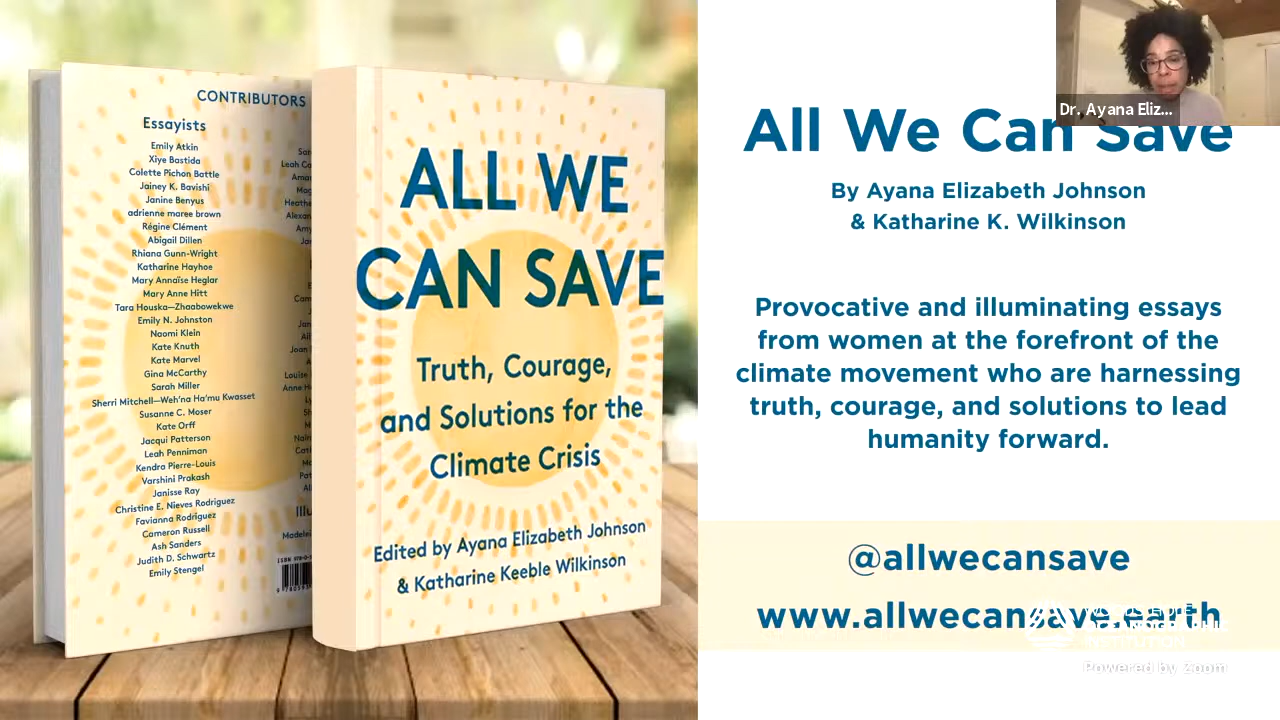 CONTRIBUTORS
Essayists
Emily Atkin
Xiye Bastida
Colette Pichon Battle
Jainey K. Bavishi
Janine Benyus
adrienne maree brown
Régine Clément
Abigail Dillen
Rhiana Gunn-Wright
Katharine Hayhoe
Mary Annaïse Heglar
Mary Anne Hitt
Tara Houska—Zhaabowekwe
Emily N. Johnston
Naomi Klein
Kate Knuth
Kate Marvel
Gina McCarthy
Sarah Miller
Sherri Mitchell—Weh'na Ha'mu Kwasset
Susanne C. Moser
Kate Orff
Jacqui Patterson
Leah Penniman
Kendra Pierre-Louis
Varshini Prakash
Janisse Ray
Christine E. Nieves Rodriguez
Favianna Rodriguez
Cameron Russell
Ash Sanders
Judith D. Schwartz
Emily Stengel
ALL WE
CAN SAVE
Truth, Courage,
and Solutions for the
Climate Crisis
Edited by Ayana Elizabeth Johnson
& Katharine Keeble Wilkinson
Dr. Ayana Eliz...
All We Can Save
By Ayana Elizabeth Johnson
& Katharine K. Wilkinson
Provocative and illuminating essays
from women at the forefront of the
climate movement who are harnessing
truth, courage, and solutions to lead
humanity forward.
@allwecansave
www.allwecansave.earth
WOODS HOLE
OCEANOGRAPHIC
INSTITUTION
Powered by Zoom